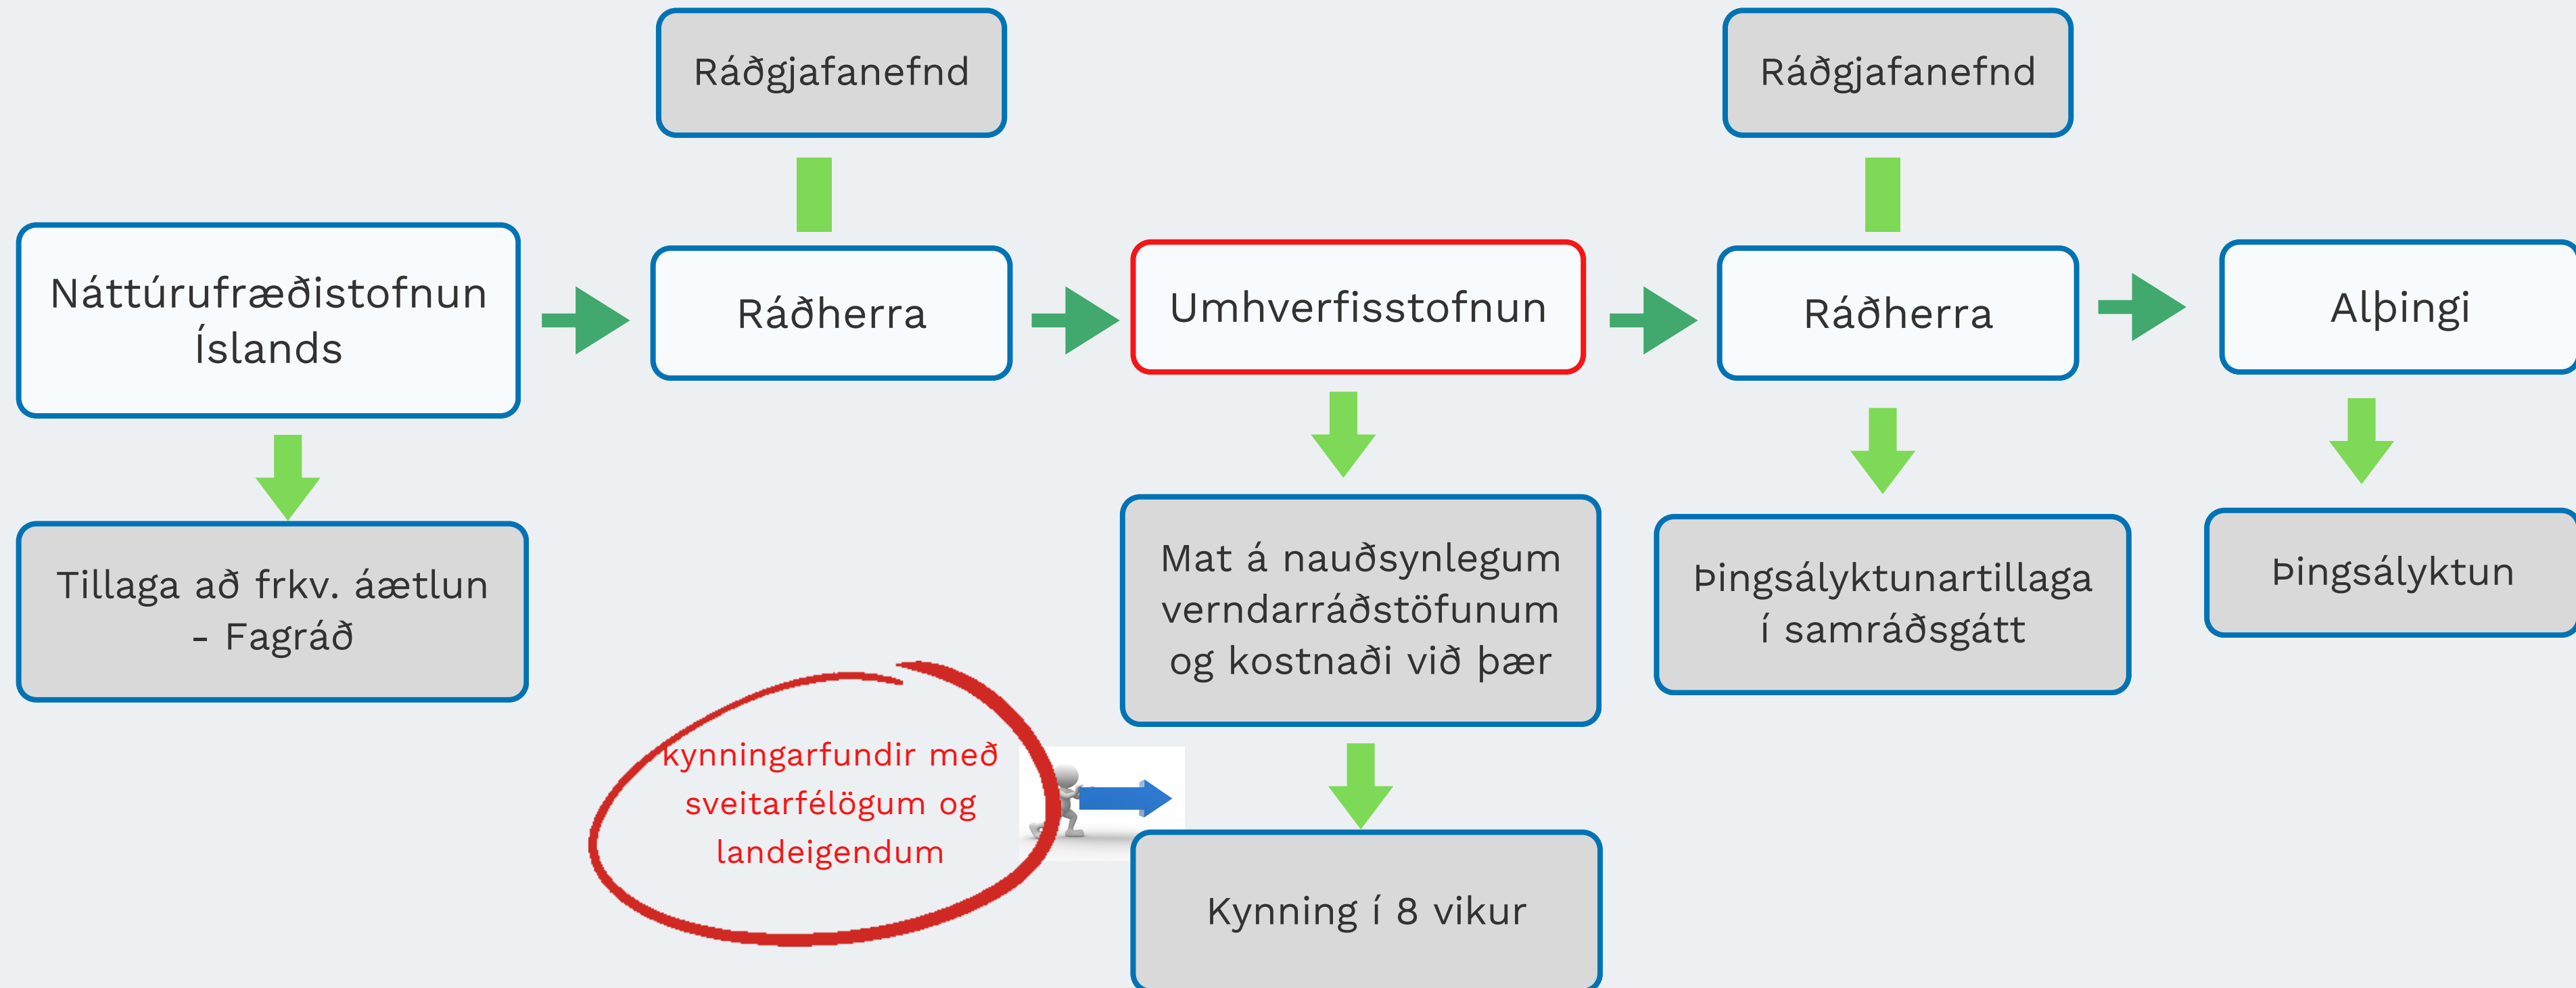 Ráðgjafanefnd
Ráðgjafanefnd
Náttúrufræðistofnun
Íslands
Ráðherra
Umhverfisstofnun
Ráðherra
Alþingi
Tillaga að frkv. áætlun
- Fagráð
Mat á nauðsynlegum
verndarráðstöfunum
og kostnaði við þær
Þingsályktunartillaga
í samráðsgátt
Þingsályktun
kynningarfundir með
sveitarfélögum og
landeigendum
Kynning í 8 vikur